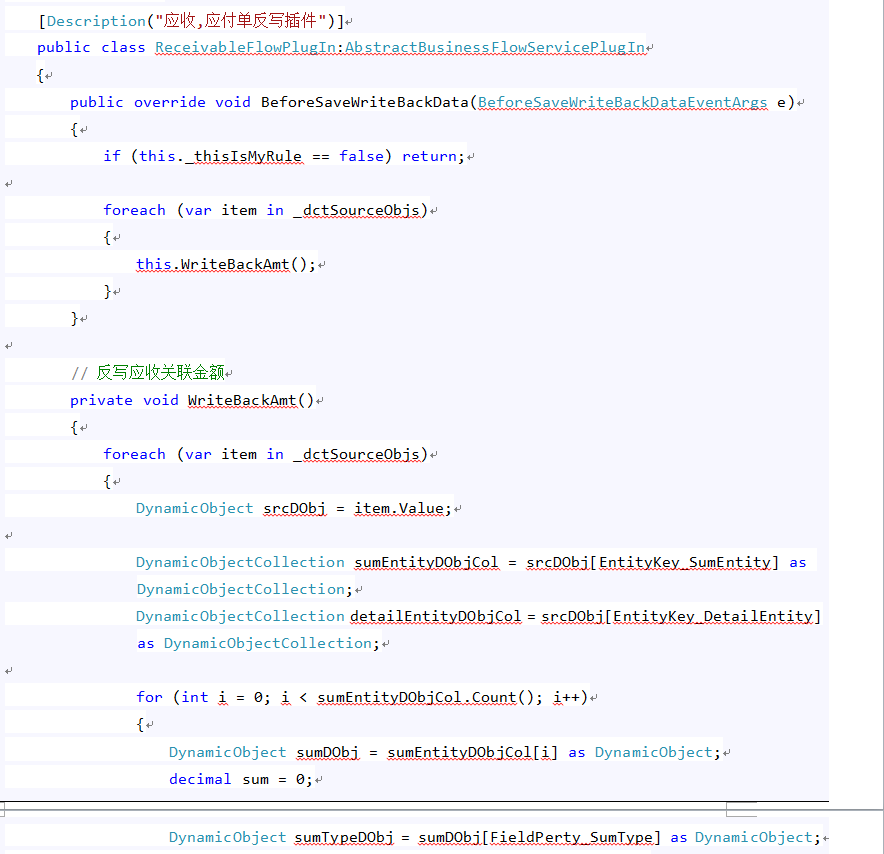 [Description("应收,应付单反写插件")]
public class ReceivableFlowPlugIn:AbstractBusinessFlowServicePlugIn
{
public override void BeforeSaveWriteBackData(BeforeSaveWriteBackDataEventArgs e)
{
if (this._thisIsMyRule == false) return;
foreach (var item in _dctSourceObjs)
{
this.WriteBackAmt();
}
}
// 反写应收关联金额
private void WriteBackAmt()
{
foreach (var item in _dctSourceObjs)
{
DynamicObject srcDObj = item.Value;
DynamicObjectCollection sumEntityDObjCol = srcDObj[EntityKey_SumEntity] as
DynamicObjectCollection;
DynamicObjectCollection detailEntityDObjCol = srcDObj[EntityKey_DetailEntity]
as DynamicObjectCollection;
for (int i = 0; i < sumEntityDObjCol.Count(); i++)
{
DynamicObject sumDObj = sumEntityDObjCol[i] as DynamicObject;
decimal sum = 0;
DynamicObject sumTypeDObj = sumDObj[FieldPerty_SumType] as DynamicObject;